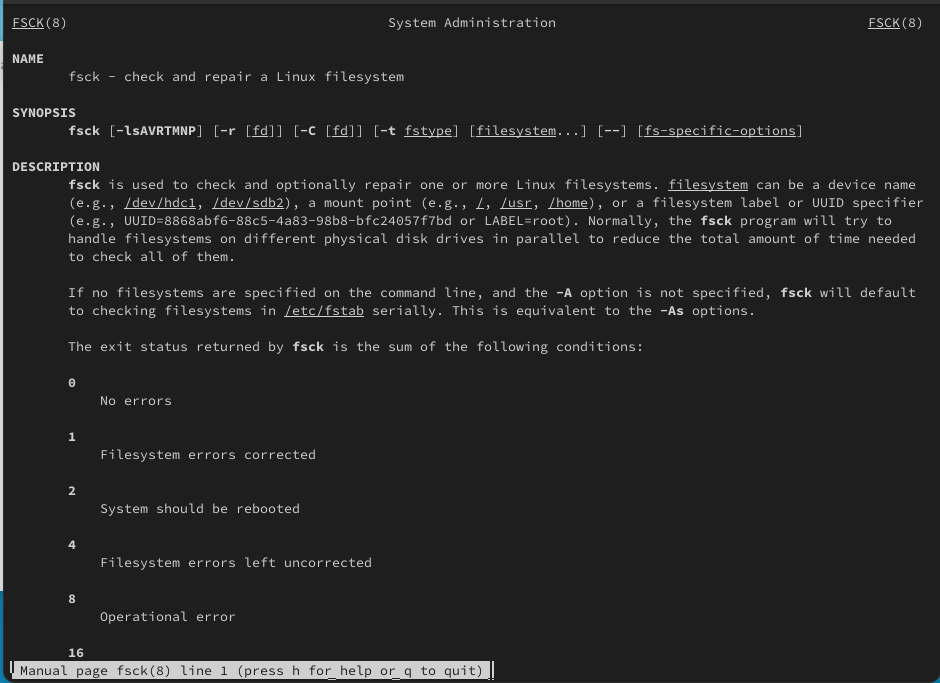 FSCK(8) System Administration FSCK(8)
NAME
fsck - check and repair a Linux filesystem
SYNOPSIS
fsck [-lsAVRTMNP] [-r [fd]] [-C [fd]] [-t fstype] [filesystem...] [--] [fs-specific-options]
DESCRIPTION
fsck is used to check and optionally repair one or more Linux filesystems. filesystem can be a device name
(e.g., /dev/hdc1, /dev/sdb2), a mount point (e.g., /, /usr, /home), or a filesystem label or UUID specifier
(e.g., UUID=8868abf6-88c5-4a83-98b8-bfc24057f7bd or LABEL=root). Normally, the fsck program will try to
handle filesystems on different physical disk drives in parallel to reduce the total amount of time needed
to check all of them.
If no filesystems are specified on the command line, and the -A option is not specified, fsck will default
to checking filesystems in /etc/fstab serially. This is equivalent to the -As options.
The exit status returned by fsck is the sum of the following conditions:
0
No errors
1
Filesystem errors corrected
2
System should be rebooted
4
Filesystem errors left uncorrected
8
Operational error
16
Manual page fsck(8) line 1 (press h for help or q to quit)